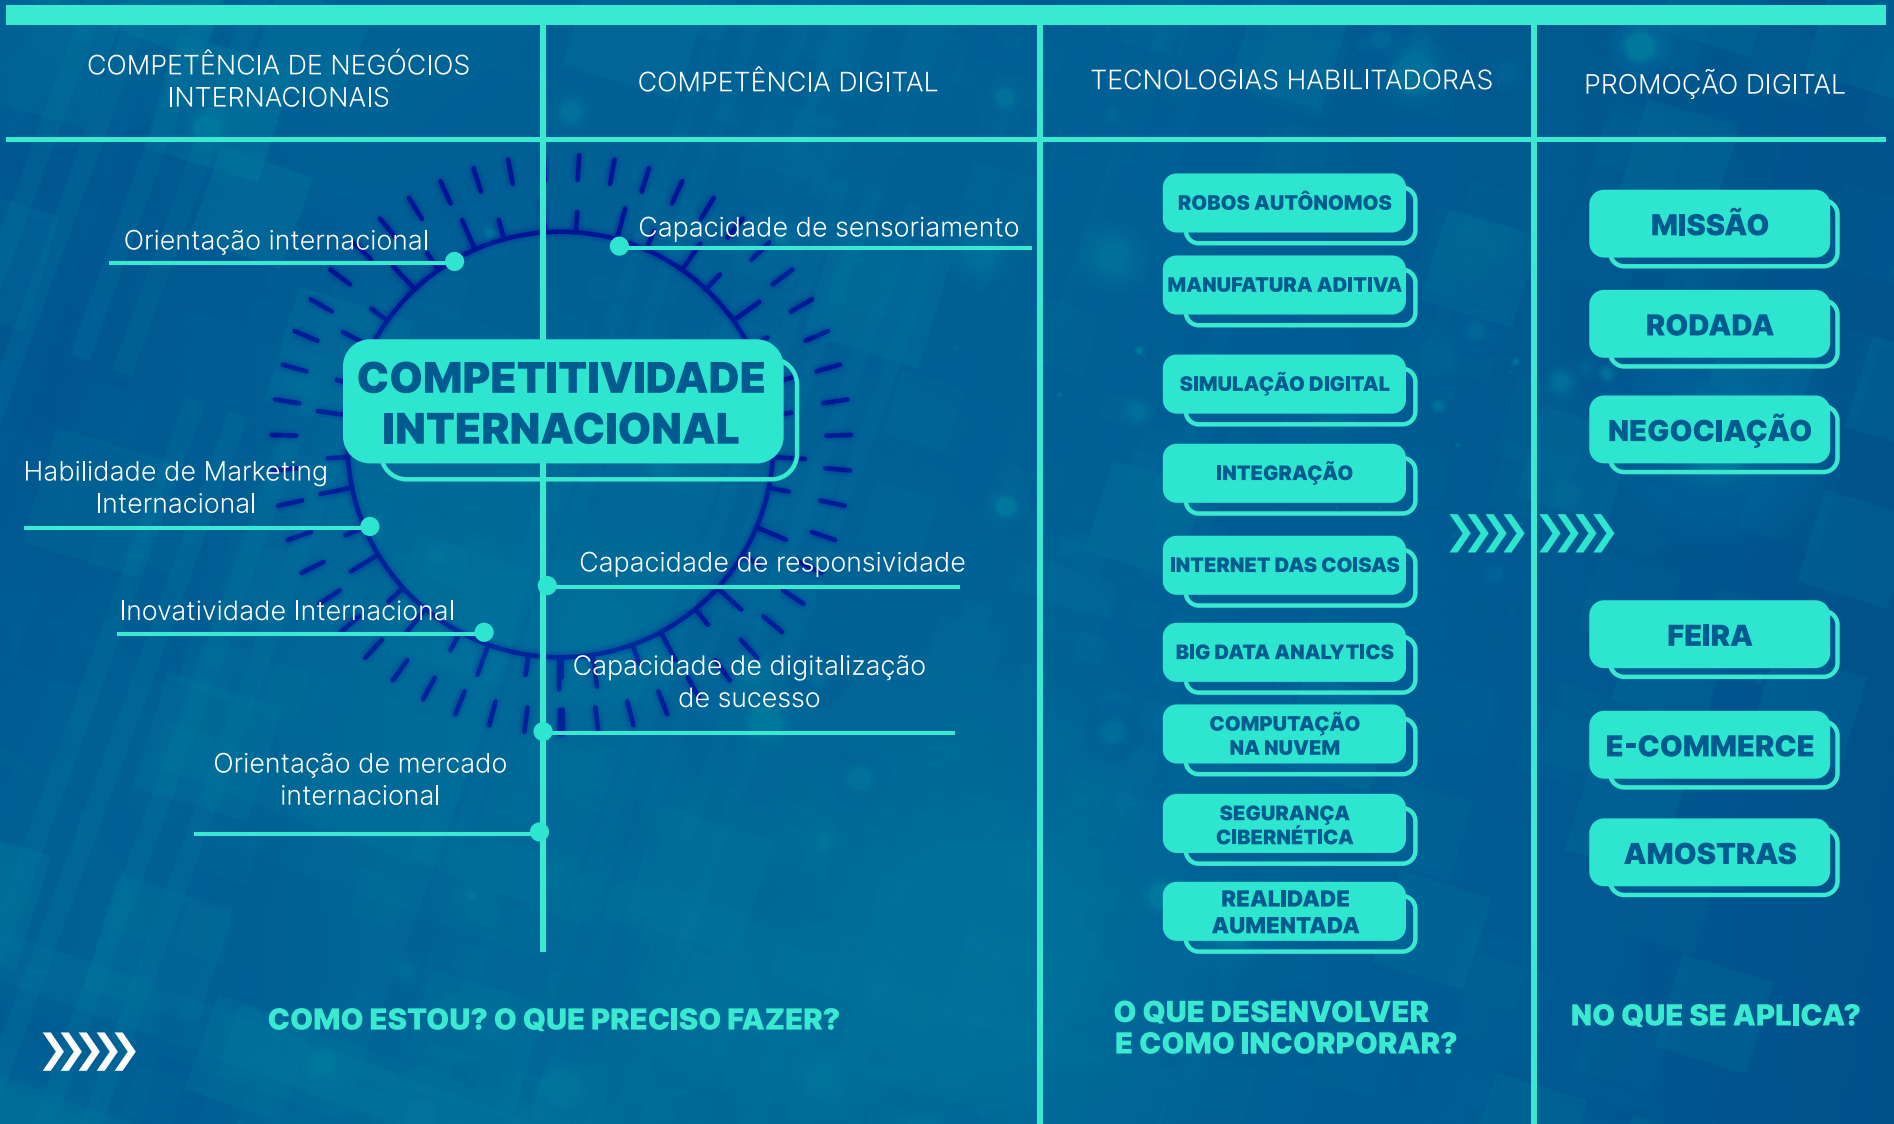 COMPETÊNCIA DE NEGÓCIOS
INTERNACIONAIS
COMPETÊNCIA DIGITAL
TECNOLOGIAS HABILITADORAS
PROMOÇÃO DIGITAL
Orientação internacional
Habilidade de Marketing
Internacional
Inovatividade Internacional
Orientação de mercado
internacional
COMPETITIVIDADE
INTERNACIONAL
Capacidade de sensoriamento
Capacidade de responsividade
Capacidade de digitalização
de sucesso
COMO ESTOU? O QUE PRECISO FAZER?
ROBOS AUTÔNOMOS
MANUFATURA ADITIVA
SIMULAÇÃO DIGITAL
INTEGRAÇÃO
INTERNET DAS COISAS
BIG DATA ANALYTICS
COMPUTAÇÃO
NA NUVEM
SEGURANÇA
CIBERNÉTICA
REALIDADE
AUMENTADA
O QUE DESENVOLVER
E COMO INCORPORAR?
MISSÃO
RODADA
NEGOCIAÇÃO
FEIRA
E-COMMERCE
AMOSTRAS
NO QUE SE APLICA?